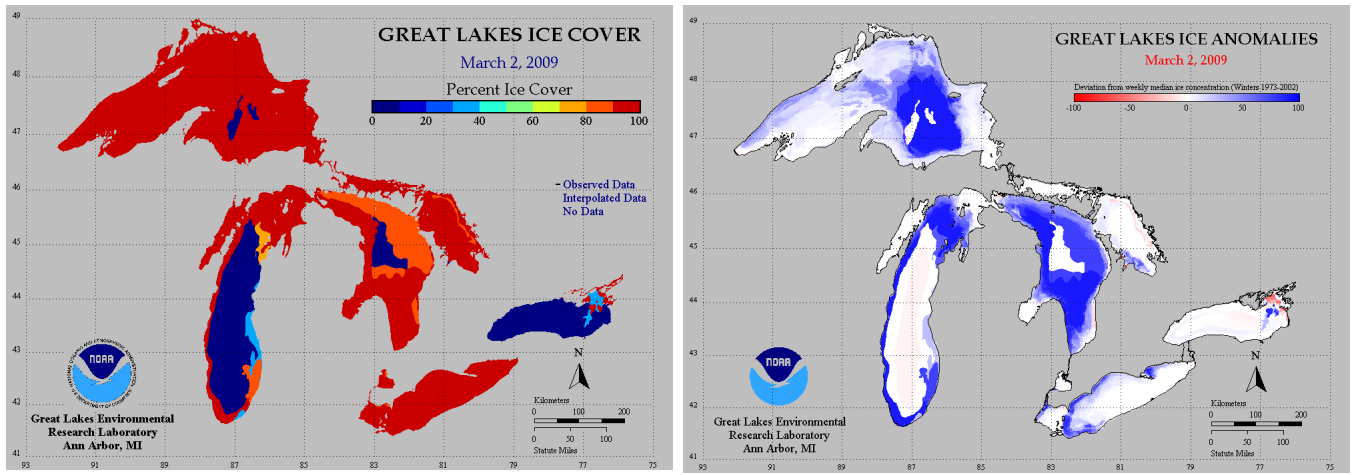 GREAT LAKES ICE COVER
March 2, 2009
Percent Ice Cover
0 20 40 60 80 100
- Observed Data
Interpolated Data
No Data
49
48
47
46
45
44
43
42
41
93 91 89 87 85 83 81 79 77 75
NOAA
Great Lakes Environmental
Research Laboratory
Ann Arbor, MI
N
Kilometers
0 100 200
0 50 100
Statute Miles
GREAT LAKES ICE ANOMALIES
March 2, 2009
Deviation from weekly median ice concentration (Winters 1973-2002)
-100 -50 0 50 100
49
48
47
46
45
44
43
42
41
93 91 89 87 85 83 81 79 77 75
NOAA
Great Lakes Environmental
Research Laboratory
Ann Arbor, MI
N
Kilometers
0 100 200
0 50 100
Statute Miles